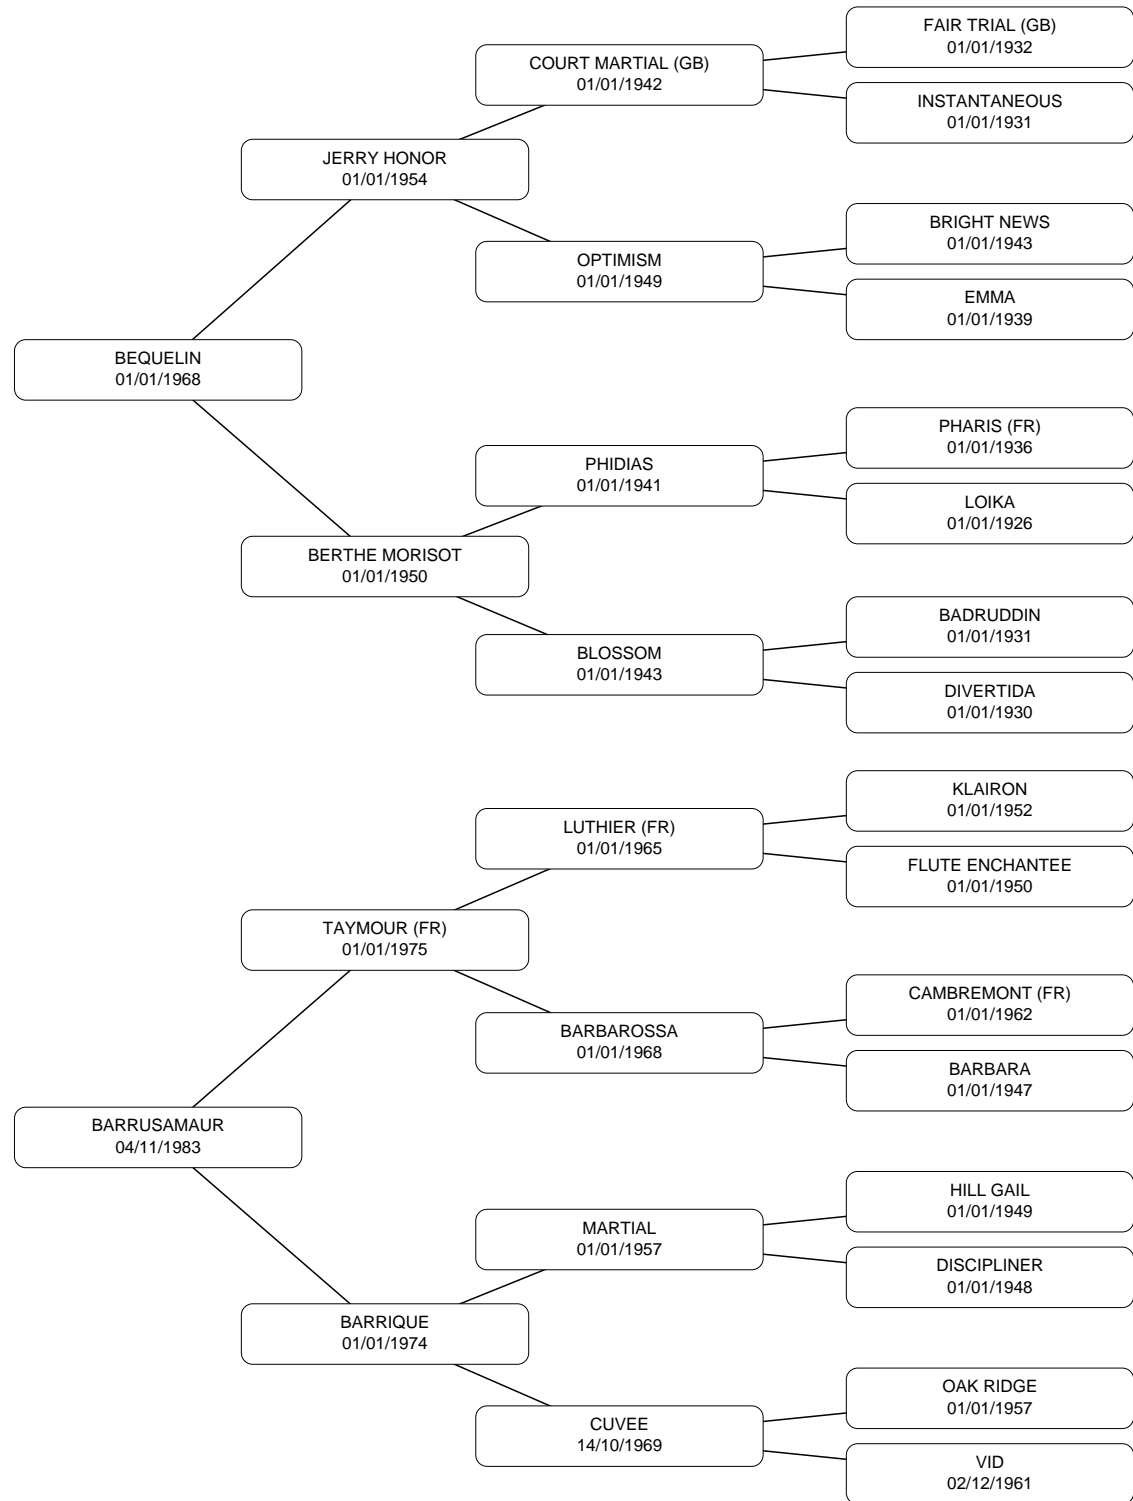 FAIR TRIAL (GB)
01/01/1932
COURT MARTIAL (GB)
01/01/1942
INSTANTANEOUS
01/01/1931
JERRY HONOR
01/01/1954
BRIGHT NEWS
01/01/1943
OPTIMISM
01/01/1949
EMMA
01/01/1939
BEQUELIN
01/01/1968
PHARIS (FR)
01/01/1936
PHIDIAS
01/01/1941
LOIKA
01/01/1926
BERTHE MORISOT
01/01/1950
BADRUDDIN
01/01/1931
BLOSSOM
01/01/1943
DIVERTIDA
01/01/1930
KLAIRON
01/01/1952
LUTHIER (FR)
01/01/1965
FLUTE ENCHANTEE
01/01/1950
TAYMOUR (FR)
01/01/1975
CAMBREMONT (FR)
01/01/1962
BARBAROSSA
01/01/1968
BARBARA
01/01/1947
BARRUSAMAUR
04/11/1983
HILL GAIL
01/01/1949
MARTIAL
01/01/1957
DISCIPLINER
01/01/1948
BARRIQUE
01/01/1974
OAK RIDGE
01/01/1957
CUVEE
14/10/1969
VID
02/12/1961